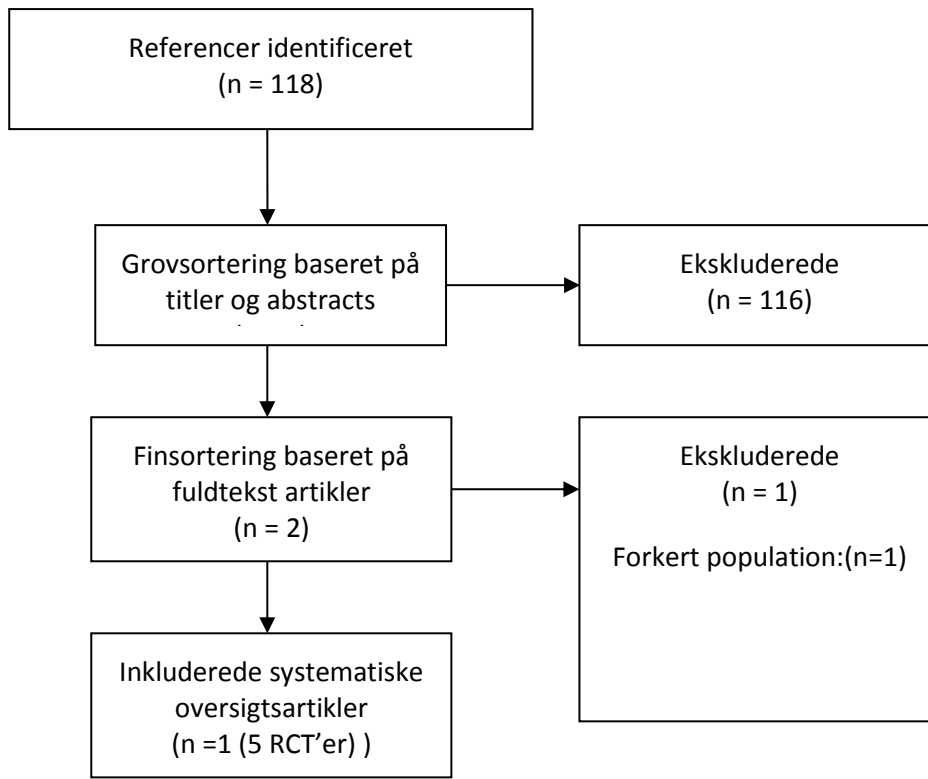 Referencer identificeret
(n = 118)
Grovsortering baseret på
titler og abstracts
Ekskluderede
(n = 116)
Finsortering baseret på
fuldtekst artikler
(n = 2)
Ekskluderede
(n = 1)
Forkert population:(n=1)
Inkluderede systematiske
oversigtsartikler
(n =1 (5 RCT’er) )